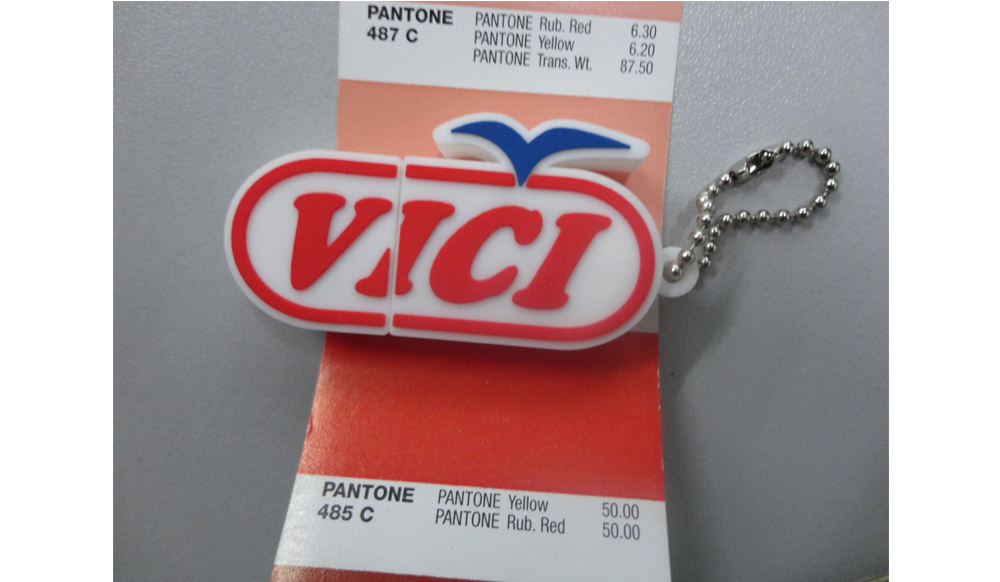 PANTONE PANTONE Rub. Red 6.30
487 C PANTONE Yellow 6.20
PANTONE Trans. Wt. 87.50
VICI
PANTONE PANTONE Yellow 50.00
485 C PANTONE Rub. Red 50.00